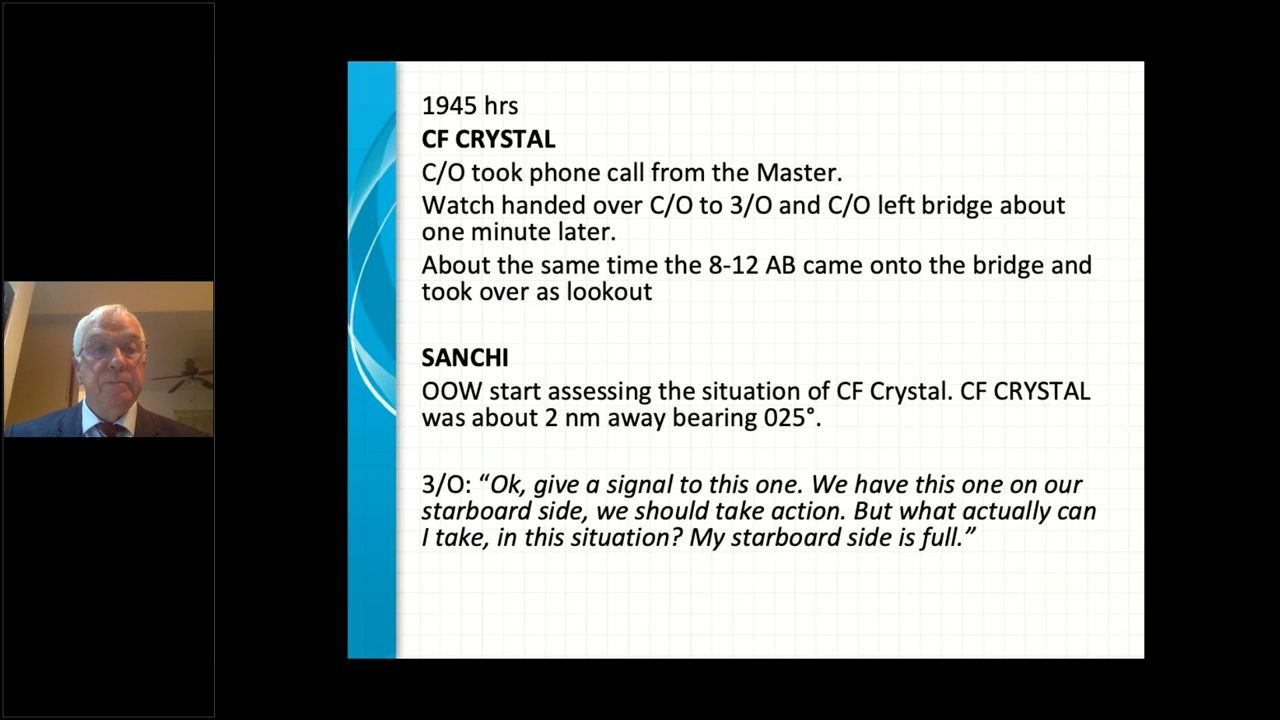 1945 hrs
CF CRYSTAL
C/O took phone call from the Master.
Watch handed over C/O to 3/O and C/O left bridge about
one minute later.
About the same time the 8-12 AB came onto the bridge and
took over as lookout
SANCHI
OOW start assessing the situation of CF Crystal. CF CRYSTAL
was about 2 nm away bearing 025°.
3/O: “Ok, give a signal to this one. We have this one on our
starboard side, we should take action. But what actually can
I take, in this situation? My starboard side is full.”